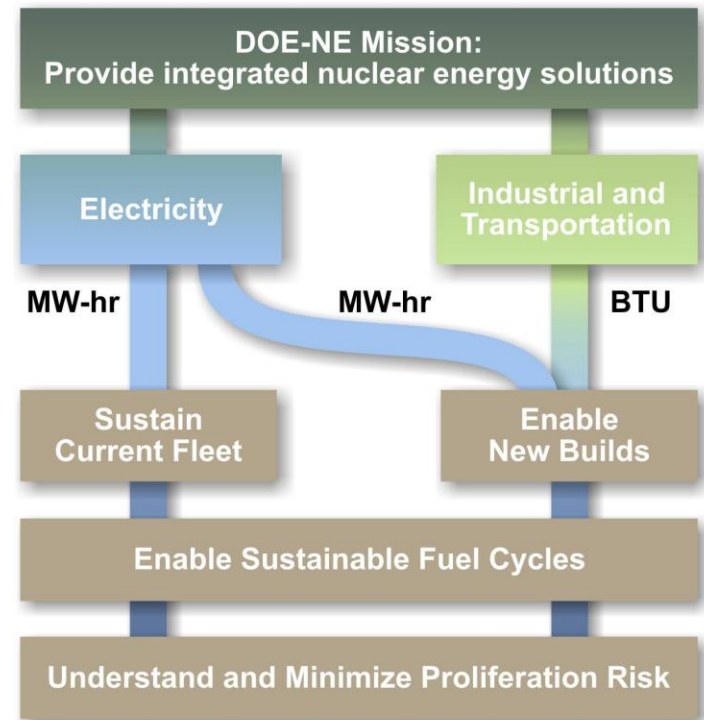 DOE-NE Mission:
Provide integrated nuclear energy solutions
Electricity
Industrial and
Transportation
MW-hr
MW-hr
BTU
Sustain
Current Fleet
Enable
New Builds
Enable Sustainable Fuel Cycles
Understand and Minimize Proliferation Risk